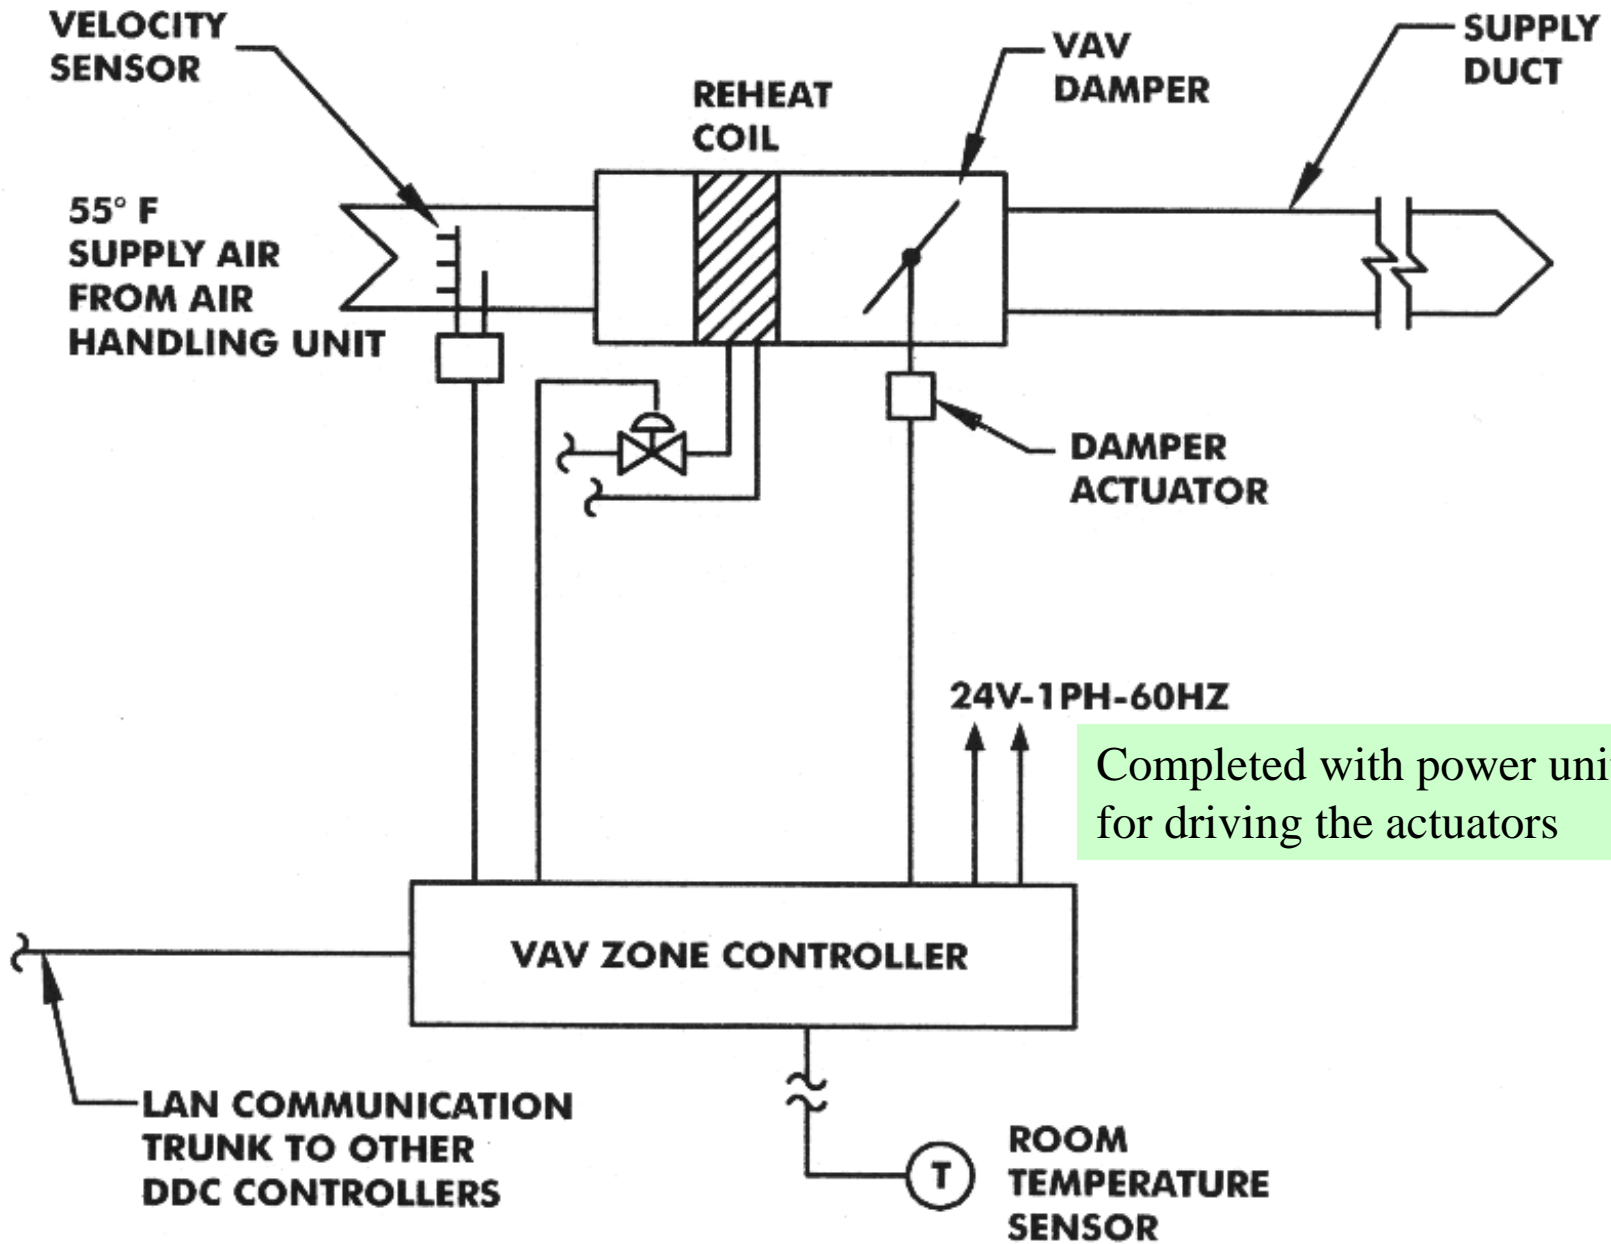 VELOCITY
SENSOR
VAV
DAMPER
SUPPLY
DUCT
REHEAT
COIL
55° F
SUPPLY AIR
FROM AIR
HANDLING UNIT
DAMPER
ACTUATOR
24V-1PH-60HZ
Completed with power uni
for driving the actuators
VAV ZONE CONTROLLER
LAN COMMUNICATION
TRUNK TO OTHER
DDC CONTROLLERS
T
ROOM
TEMPERATURE
SENSOR